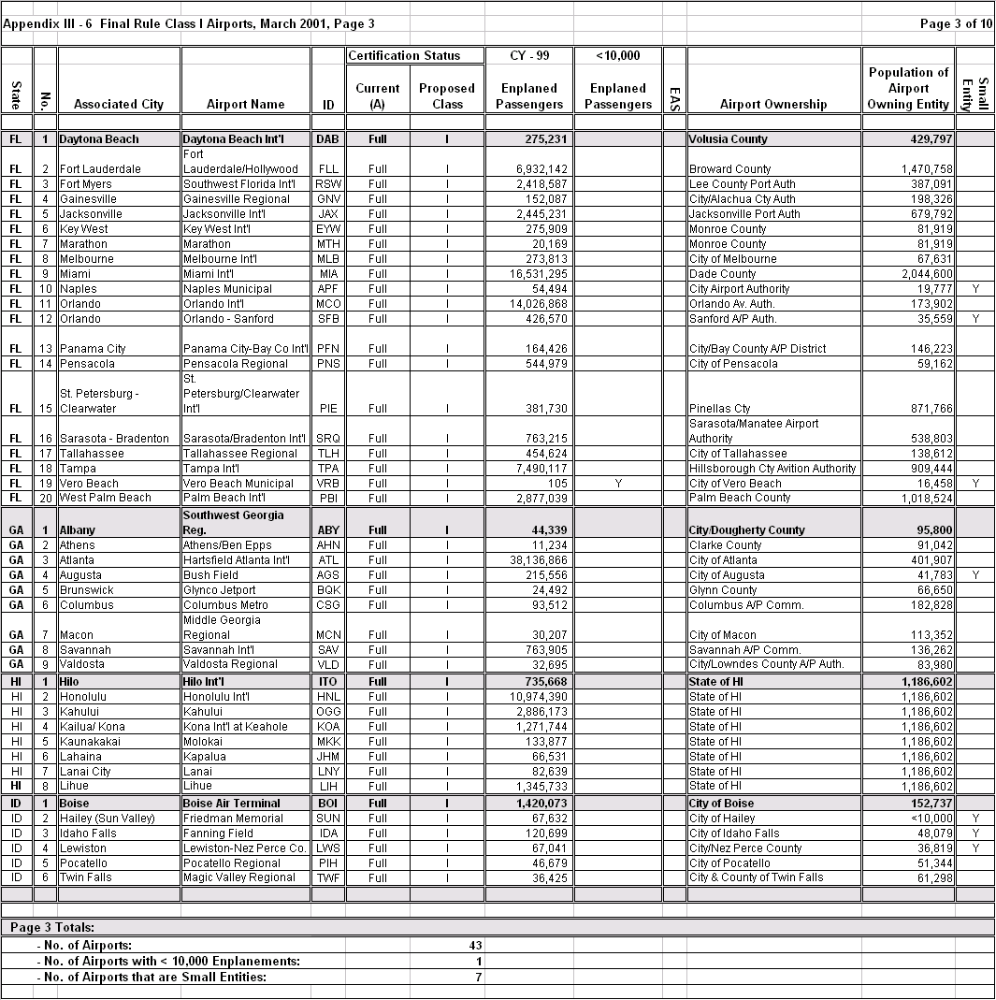 Appendix III - 6 Final Rule Class I Airports, March 2001, Page 3 Page 3 of 10
Certification Status CY - 99 <10,000
State No. Associated City Airport Name ID Current (A) Proposed Class Enplaned Passengers Enplaned Passengers EAS Airport Ownership Population of Airport Owning Entity Small Entity
FL 1 Daytona Beach Daytona Beach Int'l DAB Full I 275,231 Volusia County 429,797
FL 2 Fort Lauderdale Fort Lauderdale/Hollywood FLL Full I 6,932,142 Broward County 1,470,758
FL 3 Fort Myers Southwest Florida Int'l RSW Full I 2,418,587 Lee County Port Auth 387,091
FL 4 Gainesville Gainesville Regional GNV Full I 152,087 City/Alachua Cty Auth 198,326
FL 5 Jacksonville Jacksonville Int'l JAX Full I 2,445,231 Jacksonville Port Auth 679,792
FL 6 Key West Key West Int'l EYW Full I 275,909 Monroe County 81,919
FL 7 Marathon Marathon MTH Full I 20,169 Monroe County 81,919
FL 8 Melbourne Melbourne Int'l MLB Full I 273,813 City of Melbourne 67,631
FL 9 Miami Miami Int'l MIA Full I 16,531,295 Dade County 2,044,600
FL 10 Naples Naples Municipal APF Full I 54,494 City Airport Authority 19,777 Y
FL 11 Orlando Orlando Int'l MCO Full I 14,026,868 Orlando Av. Auth. 173,902
FL 12 Orlando Orlando - Sanford SFB Full I 426,570 Sanford A/P Auth. 35,559 Y
FL 13 Panama City Panama City-Bay Co Int'l PFN Full I 164,426 City/Bay County A/P District 146,223
FL 14 Pensacola Pensacola Regional PNS Full I 544,979 City of Pensacola 59,162
FL 15 St. Petersburg - Clearwater St. Petersburg/Clearwater Int'l PIE Full I 381,730 Pinellas Cty 871,766
FL 16 Sarasota - Bradenton Sarasota/Bradenton Int'l SRQ Full I 763,215 Sarasota/Manatee Airport Authority 538,803
FL 17 Tallahassee Tallahassee Regional TLH Full I 454,624 City of Tallahassee 138,612
FL 18 Tampa Tampa Int'l TPA Full I 7,490,117 Hillsborough Cty Avition Authority 909,444
FL 19 Vero Beach Vero Beach Municipal VRB Full I 105 Y City of Vero Beach 16,458 Y
FL 20 West Palm Beach Palm Beach Int'l PBI Full I 2,877,039 Palm Beach County 1,018,524
GA 1 Albany Southwest Georgia Reg. ABY Full I 44,339 City/Dougherty County 95,800
GA 2 Athens Athens/Ben Epps AHN Full I 11,234 Clarke County 91,042
GA 3 Atlanta Hartsfield Atlanta Int'l ATL Full I 38,136,866 City of Atlanta 401,907
GA 4 Augusta Bush Field AGS Full I 215,556 City of Augusta 41,783 Y
GA 5 Brunswick Glynco Jetport BQK Full I 24,492 Glynn County 66,650
GA 6 Columbus Columbus Metro CSG Full I 93,512 Columbus A/P Comm. 182,828
GA 7 Macon Middle Georgia Regional MCN Full I 30,207 City of Macon 113,352
GA 8 Savannah Savannah Int'l SAV Full I 763,905 Savannah A/P Comm. 136,262
GA 9 Valdosta Valdosta Regional VLD Full I 32,695 City/Lowndes County A/P Auth. 83,980
HI 1 Hilo Hilo Int'l ITO Full I 735,668 State of HI 1,186,602
HI 2 Honolulu Honolulu Int'l HNL Full I 10,974,390 State of HI 1,186,602
HI 3 Kahului Kahului OGG Full I 2,886,173 State of HI 1,186,602
HI 4 Kailua/ Kona Kona Int'l at Keahole KOA Full I 1,271,744 State of HI 1,186,602
HI 5 Kaunakakai Molokai MKK Full I 133,877 State of HI 1,186,602
HI 6 Lahaina Kapalua JHM Full I 66,531 State of HI 1,186,602
HI 7 Lanai City Lanai LNY Full I 82,639 State of HI 1,186,602
HI 8 Lihue Lihue LIH Full I 1,345,733 State of HI 1,186,602
ID 1 Boise Boise Air Terminal BOI Full I 1,420,073 City of Boise 152,737
ID 2 Hailey (Sun Valley) Friedman Memorial SUN Full I 67,632 City of Hailey <10,000 Y
ID 3 Idaho Falls Fanning Field IDA Full I 120,699 City of Idaho Falls 48,079 Y
ID 4 Lewiston Lewiston-Nez Perce Co. LWS Full I 67,041 City/Nez Perce County 36,819 Y
ID 5 Pocatello Pocatello Regional PIH Full I 46,679 City of Pocatello 51,344
ID 6 Twin Falls Magic Valley Regional TWF Full I 36,425 City & County of Twin Falls 61,298
Page 3 Totals:
- No. of Airports: 43
- No. of Airports with < 10,000 Enplanements: 1
- No. of Airports that are Small Entities: 7